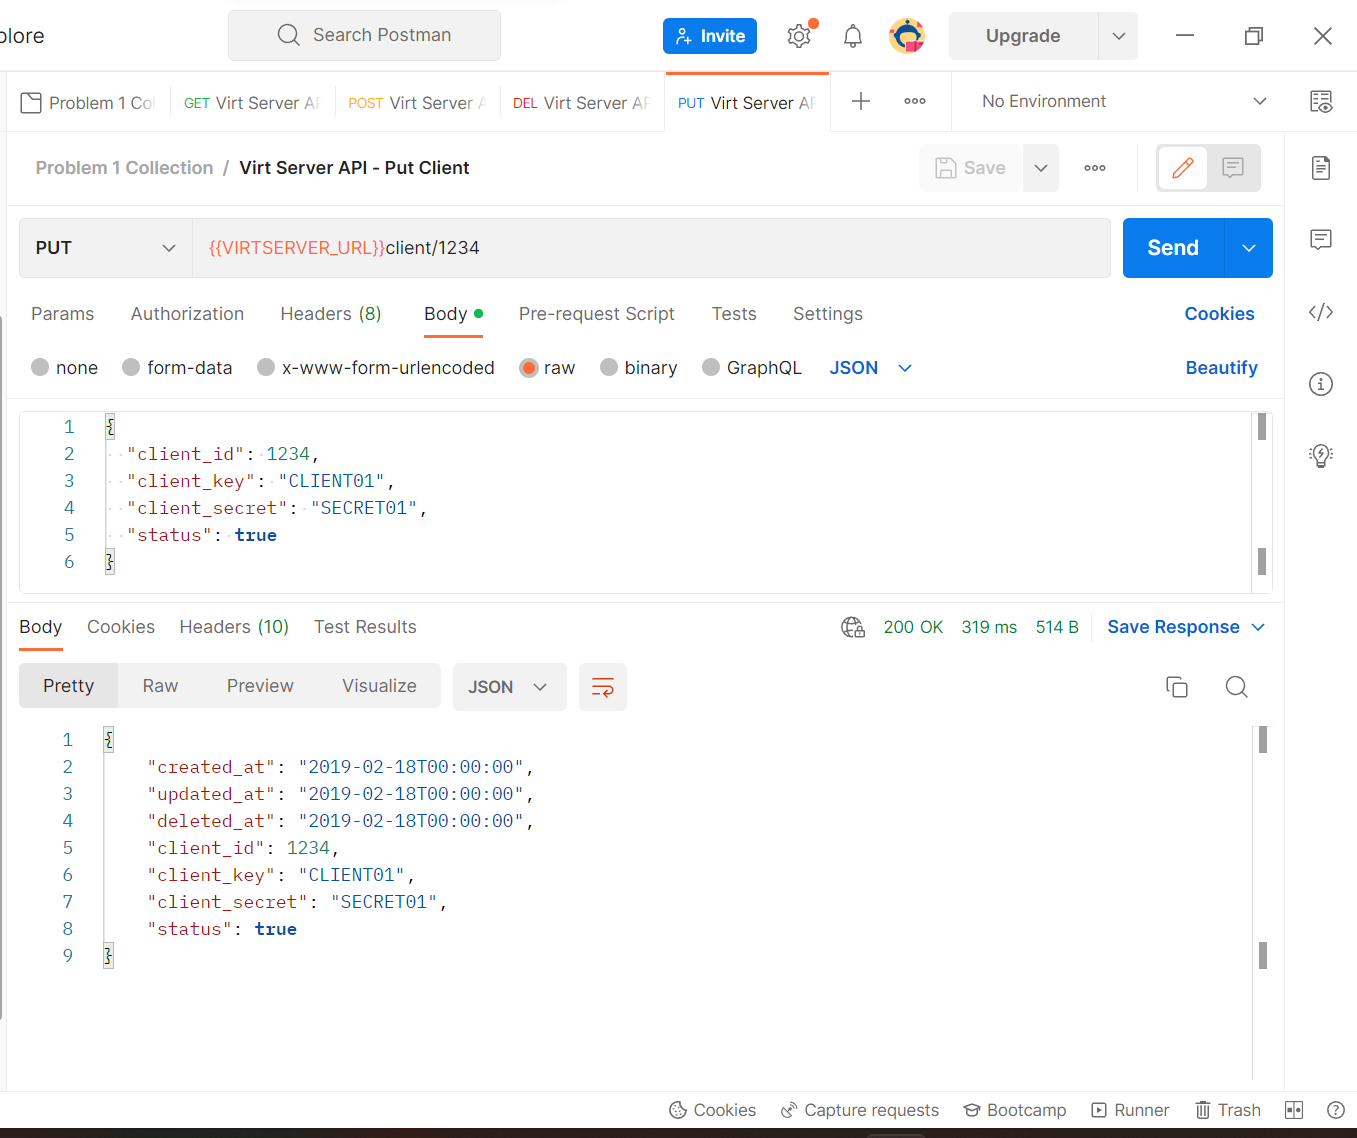 plore
Search Postman
Invite
Upgrade
Problem 1 Col
GET Virt Server AP
POST Virt Server A
DEL Virt Server AP
PUT Virt Server AP
No Environment
Problem 1 Collection / Virt Server API - Put Client
Save
PUT
{{VIRTSERVER_URL}}client/1234
Send
Params
Authorization
Headers (8)
Body
Pre-request Script
Tests
Settings
Cookies
none
form-data
x-www-form-urlencoded
raw
binary
GraphQL
JSON
Beautify
1 {
2 "client_id": 1234,
3 "client_key": "CLIENT01",
4 "client_secret": "SECRET01",
5 "status": true
6 }
Body
Cookies
Headers (10)
Test Results
200 OK
319 ms
514 B
Save Response
Pretty
Raw
Preview
Visualize
JSON
1 {
2 "created_at": "2019-02-18T00:00:00",
3 "updated_at": "2019-02-18T00:00:00",
4 "deleted_at": "2019-02-18T00:00:00",
5 "client_id": 1234,
6 "client_key": "CLIENT01",
7 "client_secret": "SECRET01",
8 "status": true
9 }
Cookies
Capture requests
Bootcamp
Runner
Trash